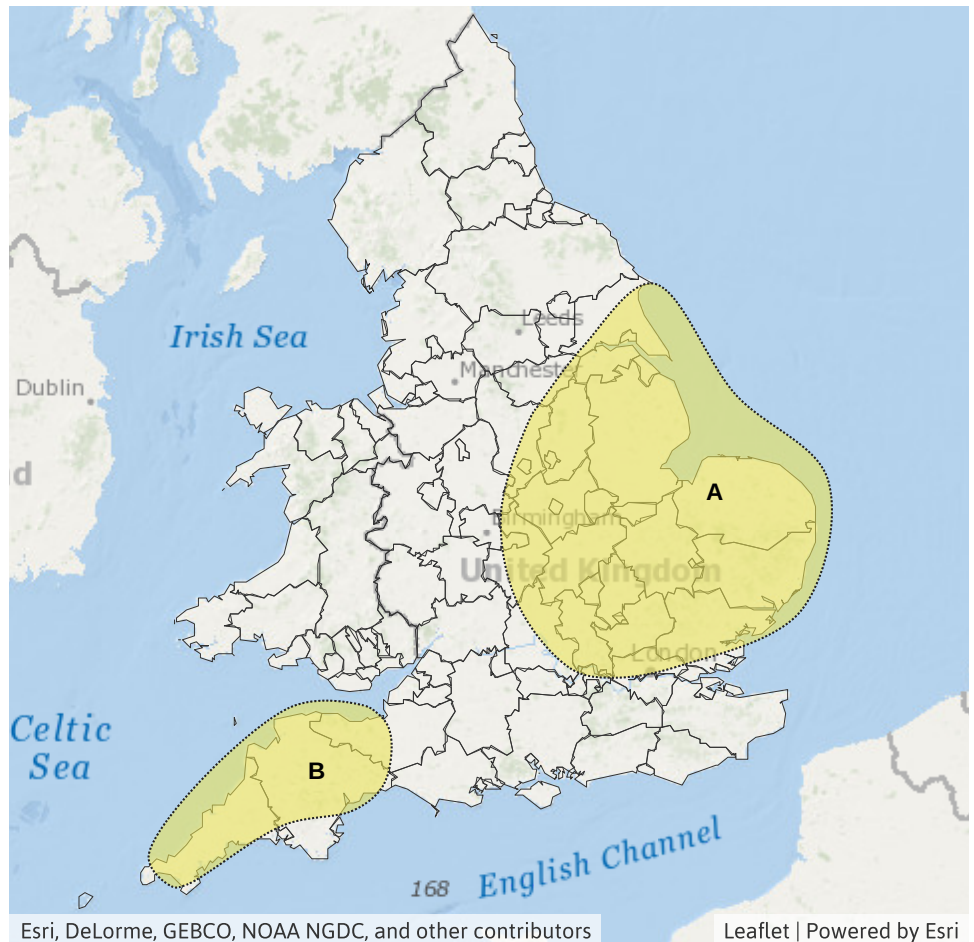 Leeds
Irish Sea
Manchester
Dublin
d
A
Birmingham
United Kingdom
London
Celtic
Sea
B
English Channel
168
Esri, DeLorme, GEBCO, NOAA NGDC, and other contributors
Leaflet | Powered by Esri